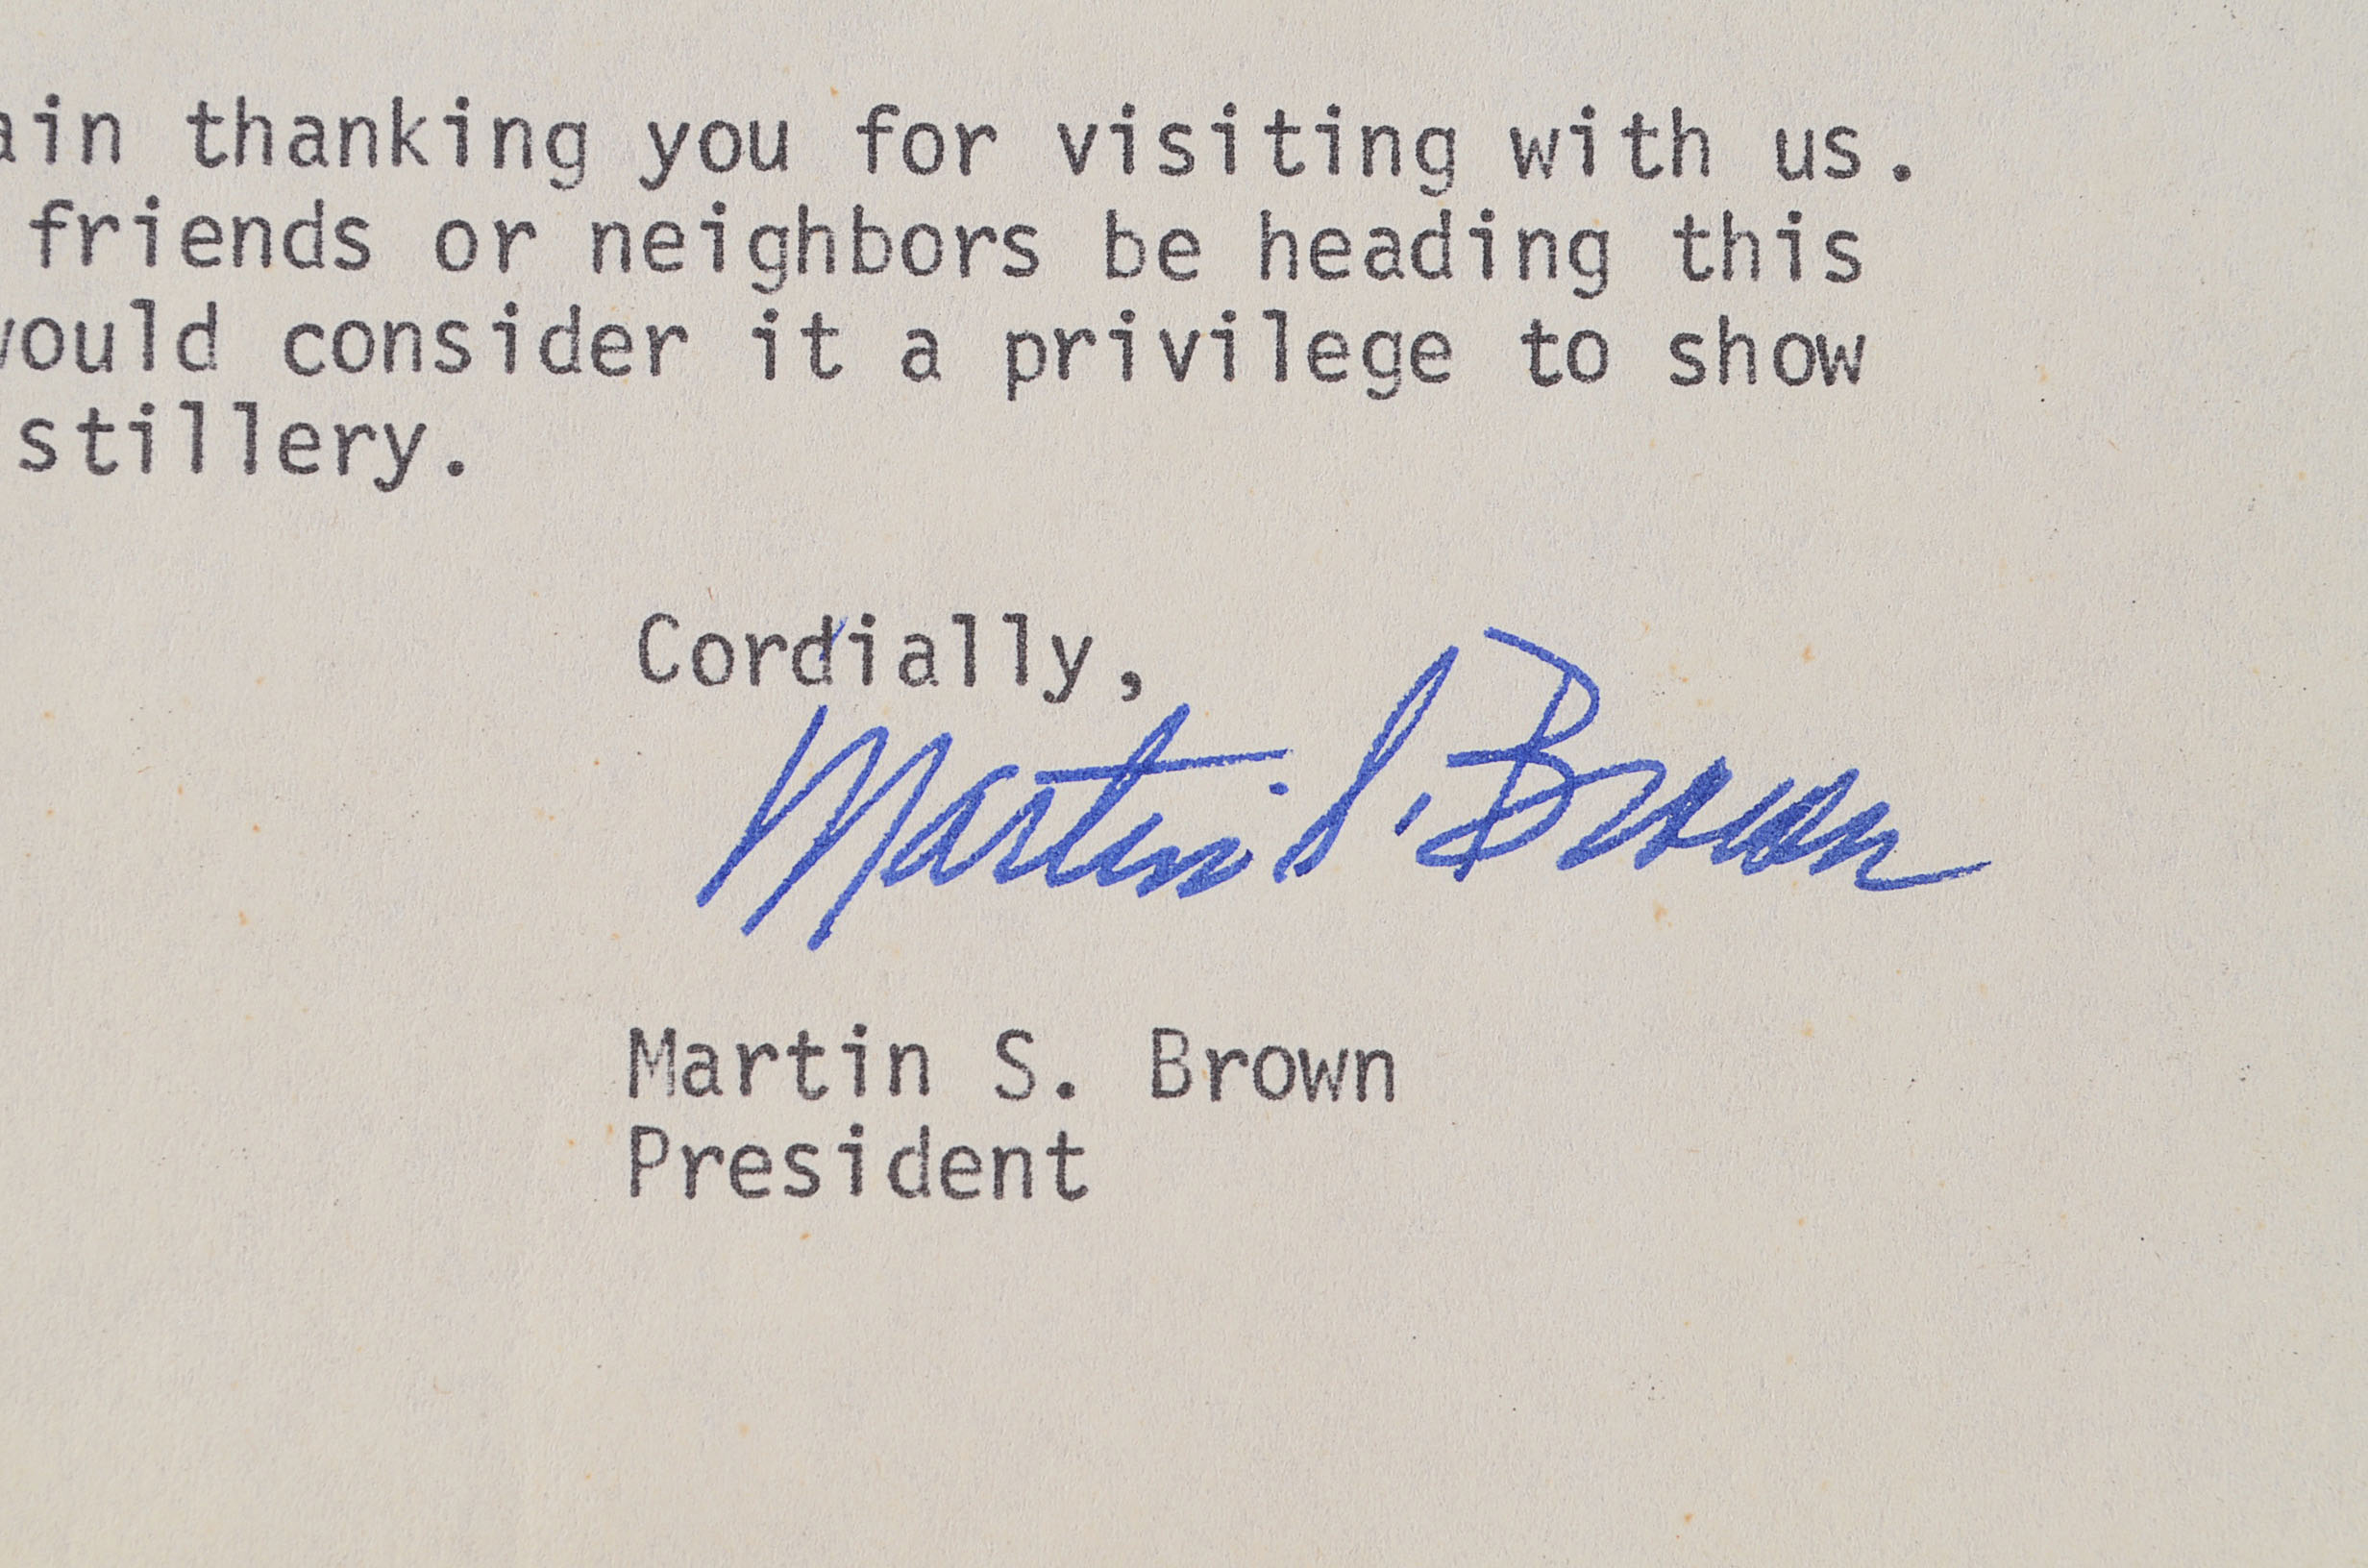 ain thanking you for visiting with us.
friends or neighbors be heading this
would consider it a privilege to show
stillery.
Cordially,
Martin S. Brown
Martin S. Brown
President